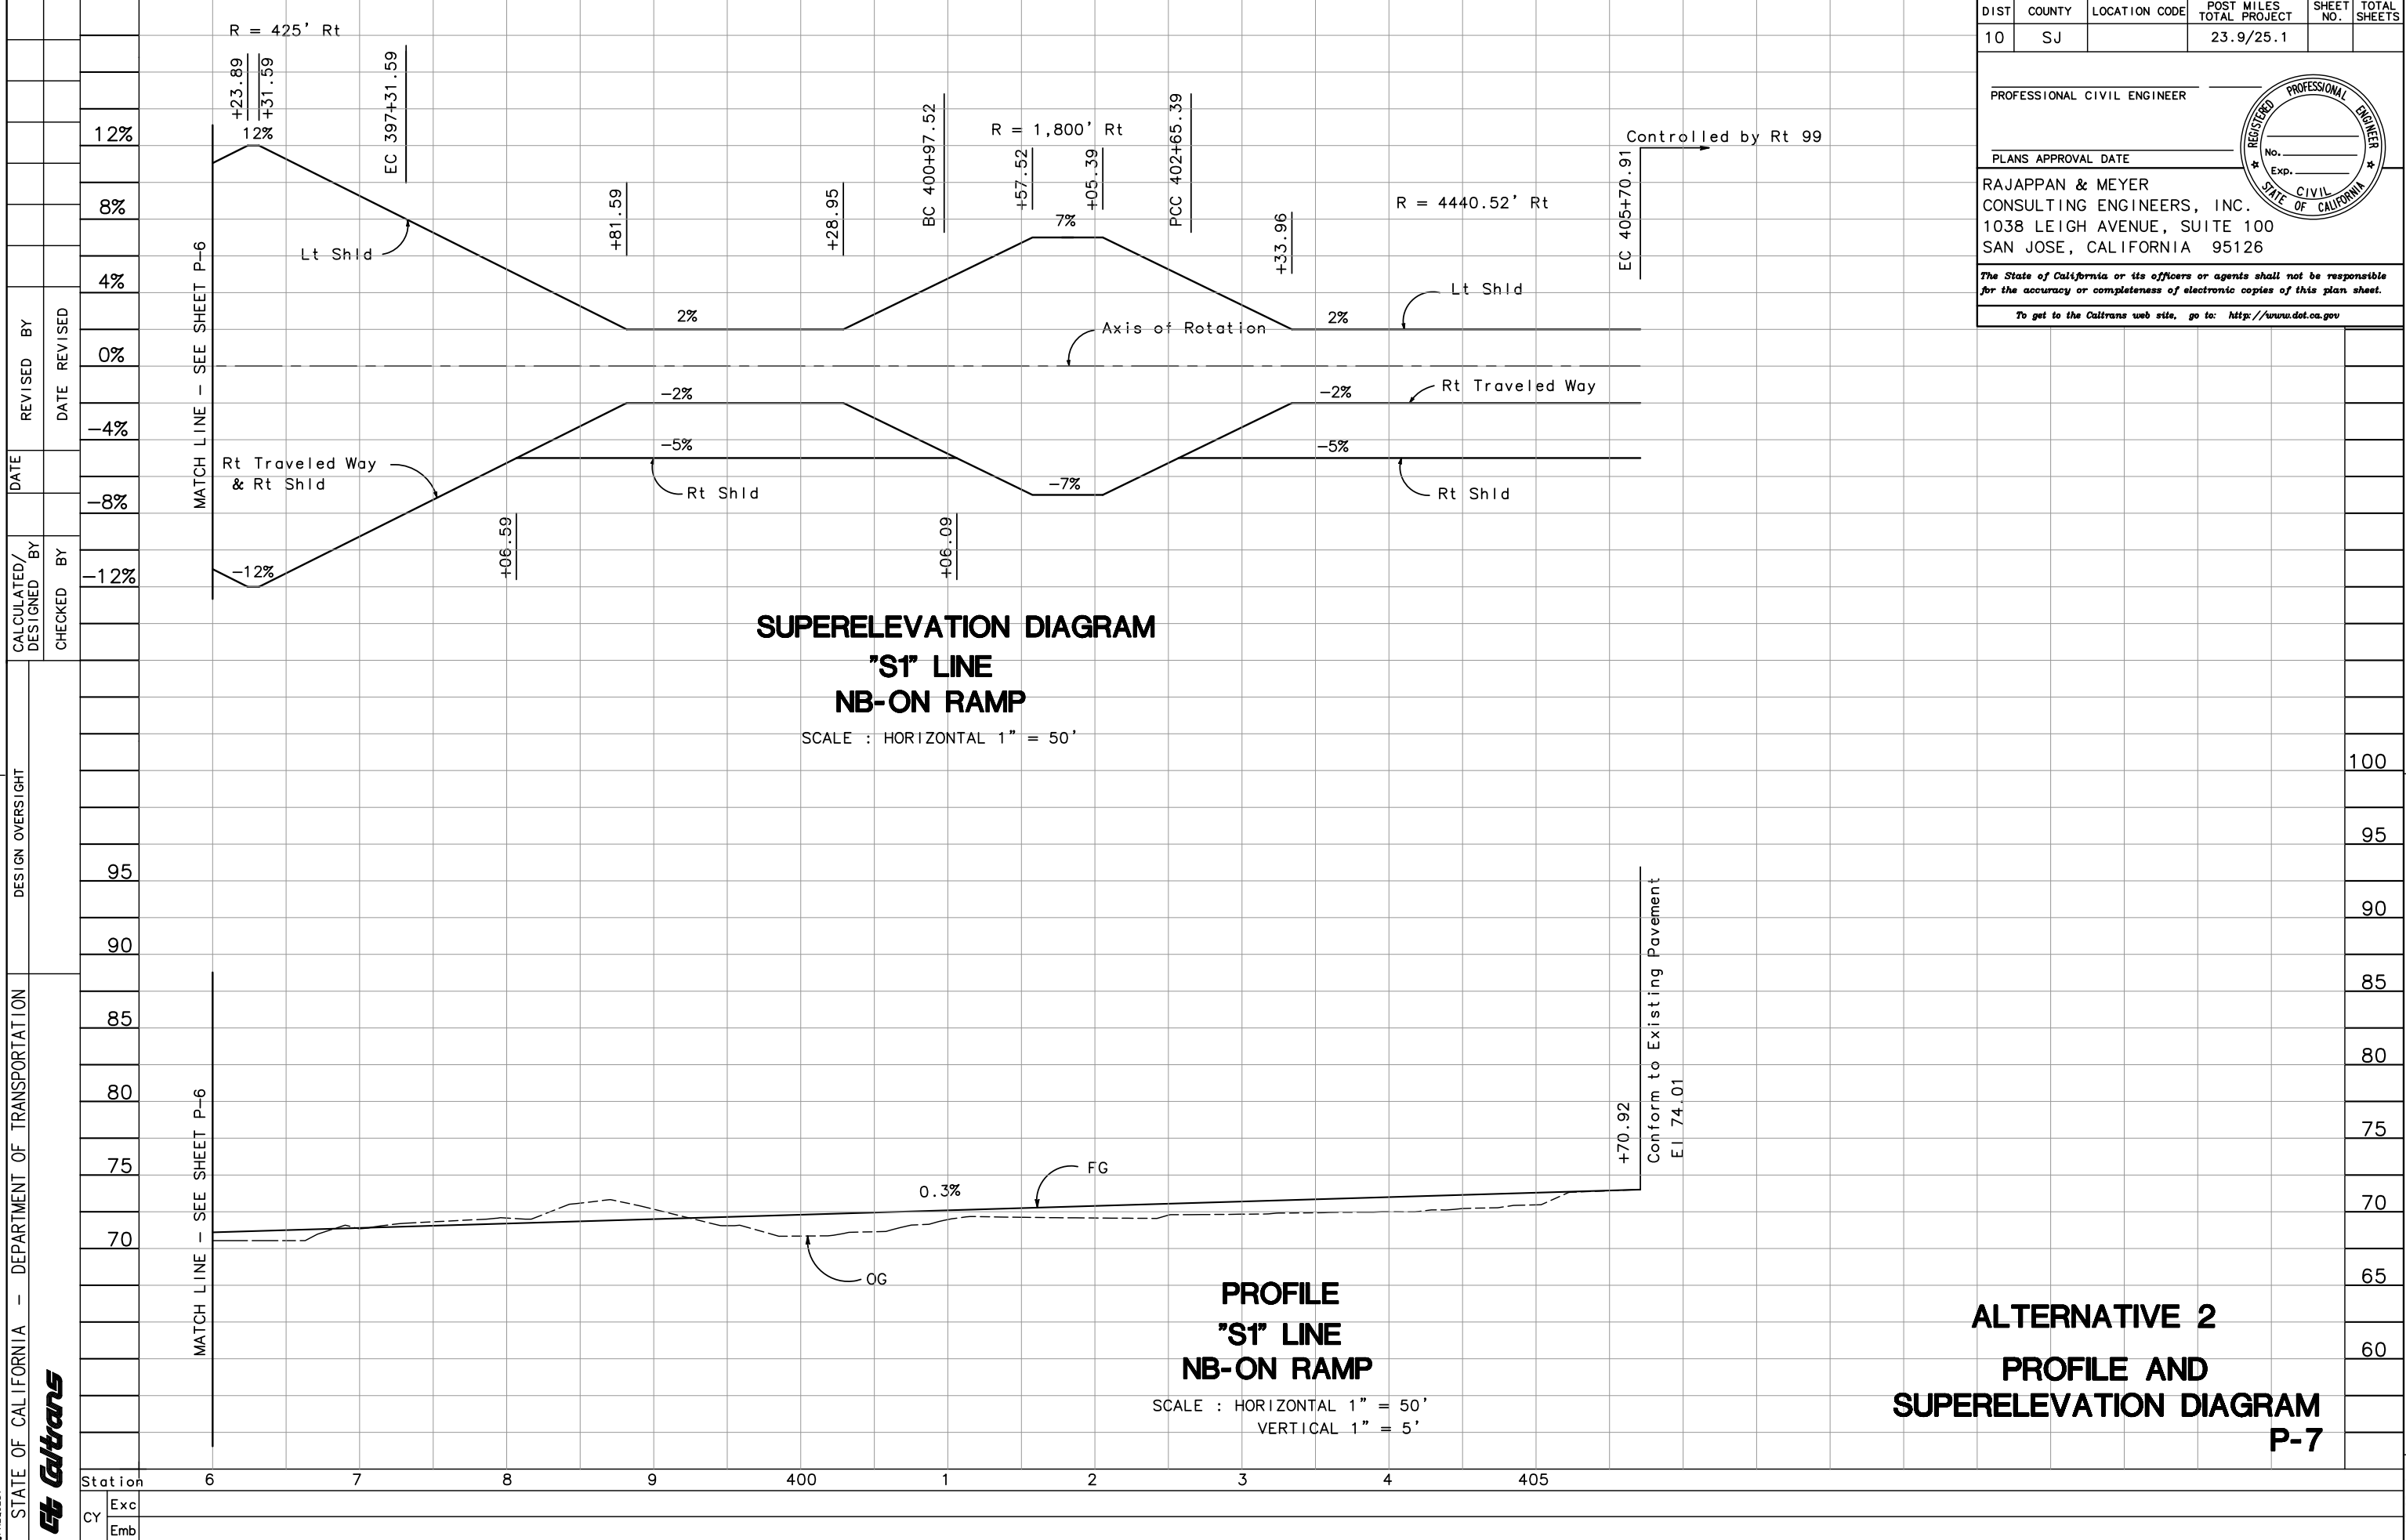 DIST COUNTY LOCATION CODE POST MILES TOTAL PROJECT SHEET NO. TOTAL SHEETS
10 SJ 23.9/25.1
PROFESSIONAL CIVIL ENGINEER
PLANS APPROVAL DATE
REGISTERED PROFESSIONAL ENGINEER
No.
Exp.
CIVIL
STATE OF CALIFORNIA
RAJAPPAN & MEYER
CONSULTING ENGINEERS, INC.
1038 LEIGH AVENUE, SUITE 100
SAN JOSE, CALIFORNIA 95126
The State of California or its officers or agents shall not be responsible
for the accuracy or completeness of electronic copies of this plan sheet.
To get to the Caltrans web site, go to: http://www.dot.ca.gov
R = 425' Rt
+23.89
+31.59
EC 397+31.59
+81.59
+28.95
BC 400+97.52
R = 1,800' Rt
+57.52
+05.39
PCC 402+65.39
+33.96
R = 4440.52' Rt
EC 405+70.91
Controlled by Rt 99
12%
8%
4%
0%
-4%
-8%
-12%
MATCH LINE - SEE SHEET P-6
12%
Lt Shld
2%
7%
2%
Lt Shld
Axis of Rotation
-2%
-2%
Rt Traveled Way
-5%
-5%
Rt Traveled Way
& Rt Shld
Rt Shld
-7%
Rt Shld
-12%
+06.59
+06.09
SUPERELEVATION DIAGRAM
"S1" LINE
NB-ON RAMP
SCALE : HORIZONTAL 1" = 50'
95
90
85
80
75
70
100
95
90
85
80
75
70
65
60
MATCH LINE - SEE SHEET P-6
0.3%
FG
OG
+70.92
Conform to Existing Pavement
El 74.01
PROFILE
"S1" LINE
NB-ON RAMP
SCALE : HORIZONTAL 1" = 50'
VERTICAL 1" = 5'
ALTERNATIVE 2
PROFILE AND
SUPERELEVATION DIAGRAM
P-7
Station 6 7 8 9 400 1 2 3 4 405
CY Exc
Emb
REVISED BY
DATE REVISED
DATE
CALCULATED/
DESIGNED BY
CHECKED BY
DESIGN OVERSIGHT
STATE OF CALIFORNIA - DEPARTMENT OF TRANSPORTATION
Caltrans